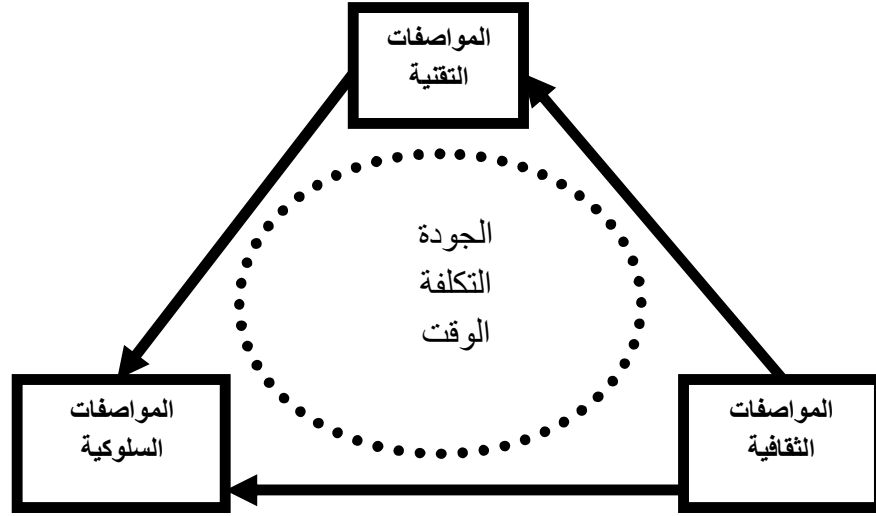 المواصفات
التقنية
الجودة
التكلفة
الوقت
المواصفات
الثقافية
المواصفات
السلوكية